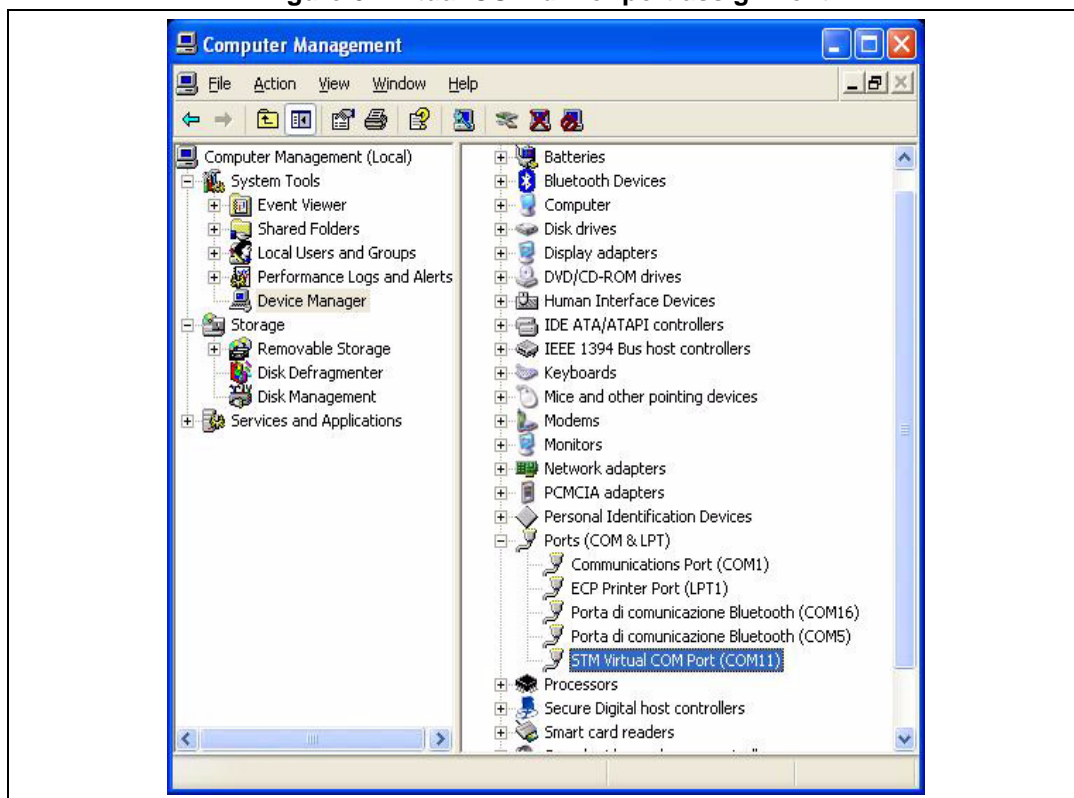 Computer Management
File Action View Window Help
Computer Management (Local)
System Tools
Event Viewer
Shared Folders
Local Users and Groups
Performance Logs and Alerts
Device Manager
Storage
Removable Storage
Disk Defragmenter
Disk Management
Services and Applications
Batteries
Bluetooth Devices
Computer
Disk drives
Display adapters
DVD/CD-ROM drives
Human Interface Devices
IDE ATA/ATAPI controllers
IEEE 1394 Bus host controllers
Keyboards
Mice and other pointing devices
Modems
Monitors
Network adapters
PCMCIA adapters
Personal Identification Devices
Ports (COM & LPT)
Communications Port (COM1)
ECP Printer Port (LPT1)
Porta di comunicazione Bluetooth (COM16)
Porta di comunicazione Bluetooth (COM5)
STM Virtual COM Port (COM11)
Processors
Secure Digital host controllers
Smart card readers